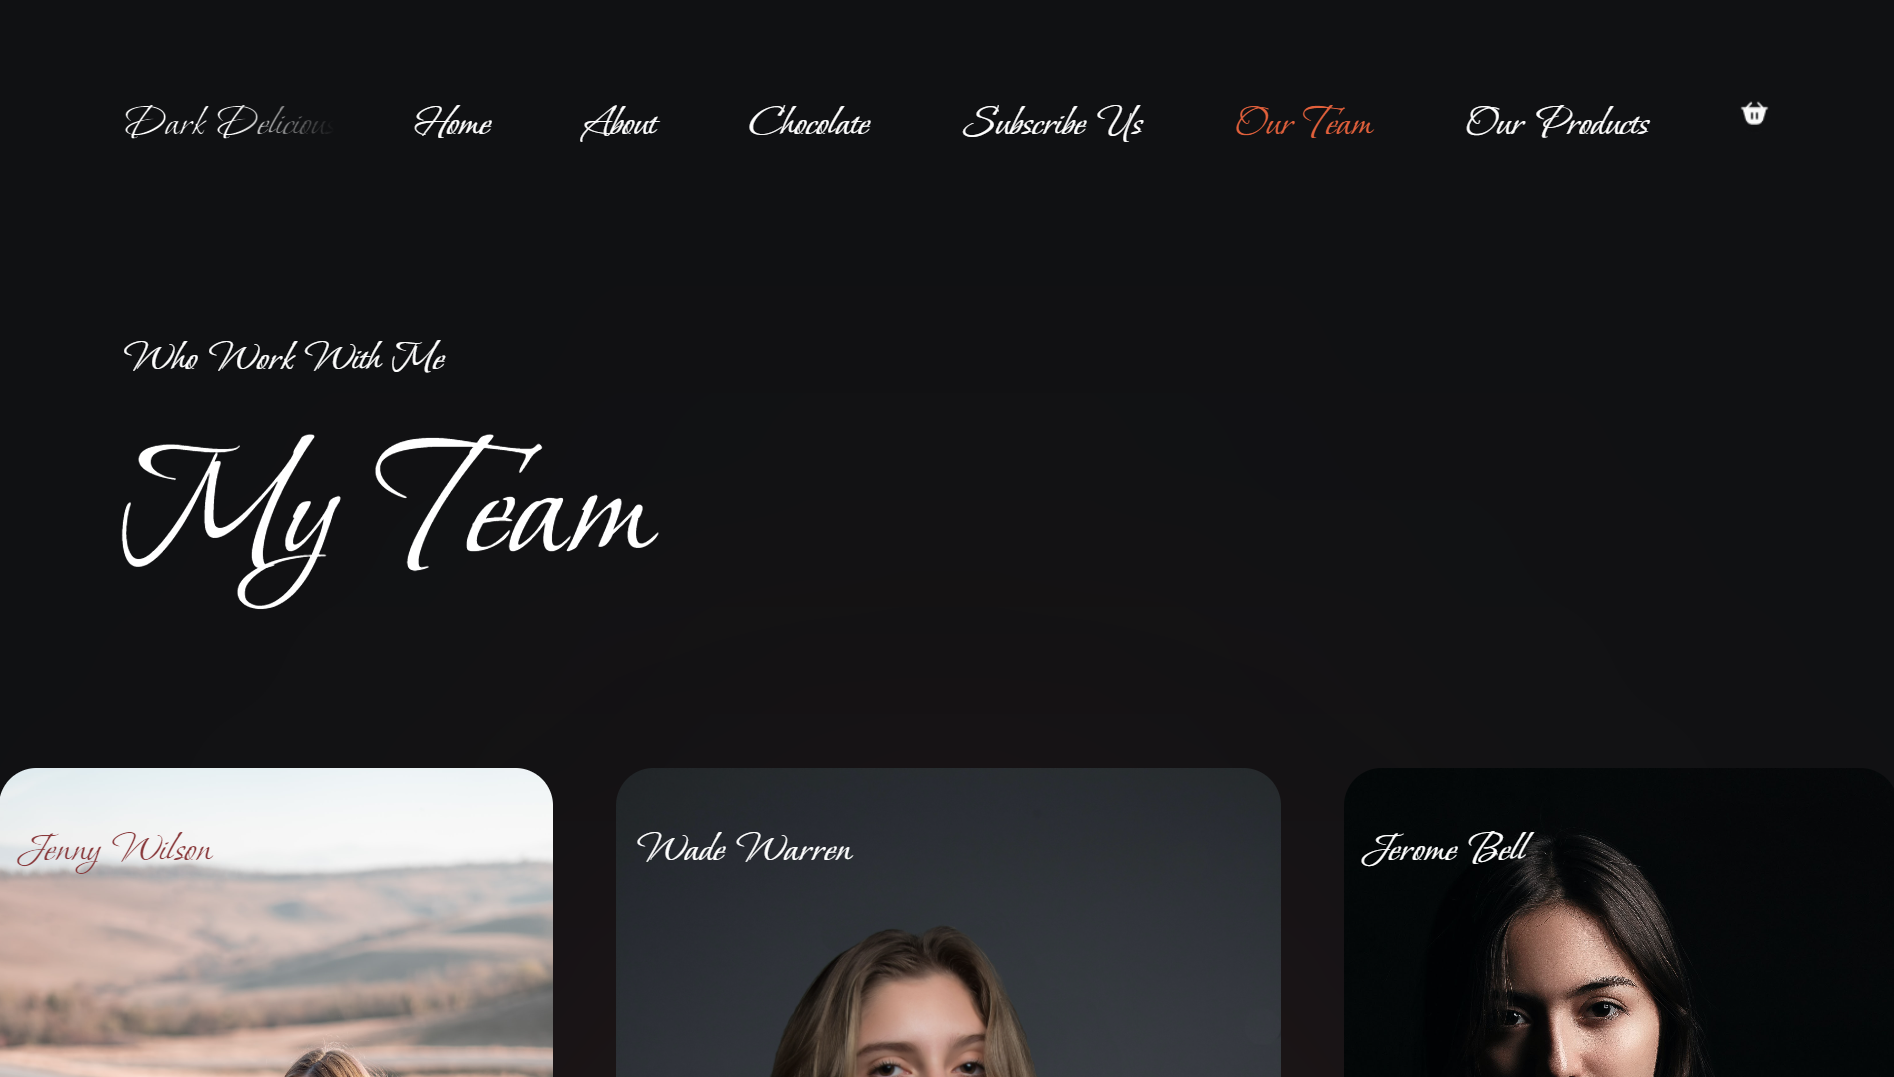 Dark Delicious Home About Chocolate Subscribe Us Our Team Our Products
Who Work With Me
My Team
Jenny Wilson Wade Warren Jerome Bell